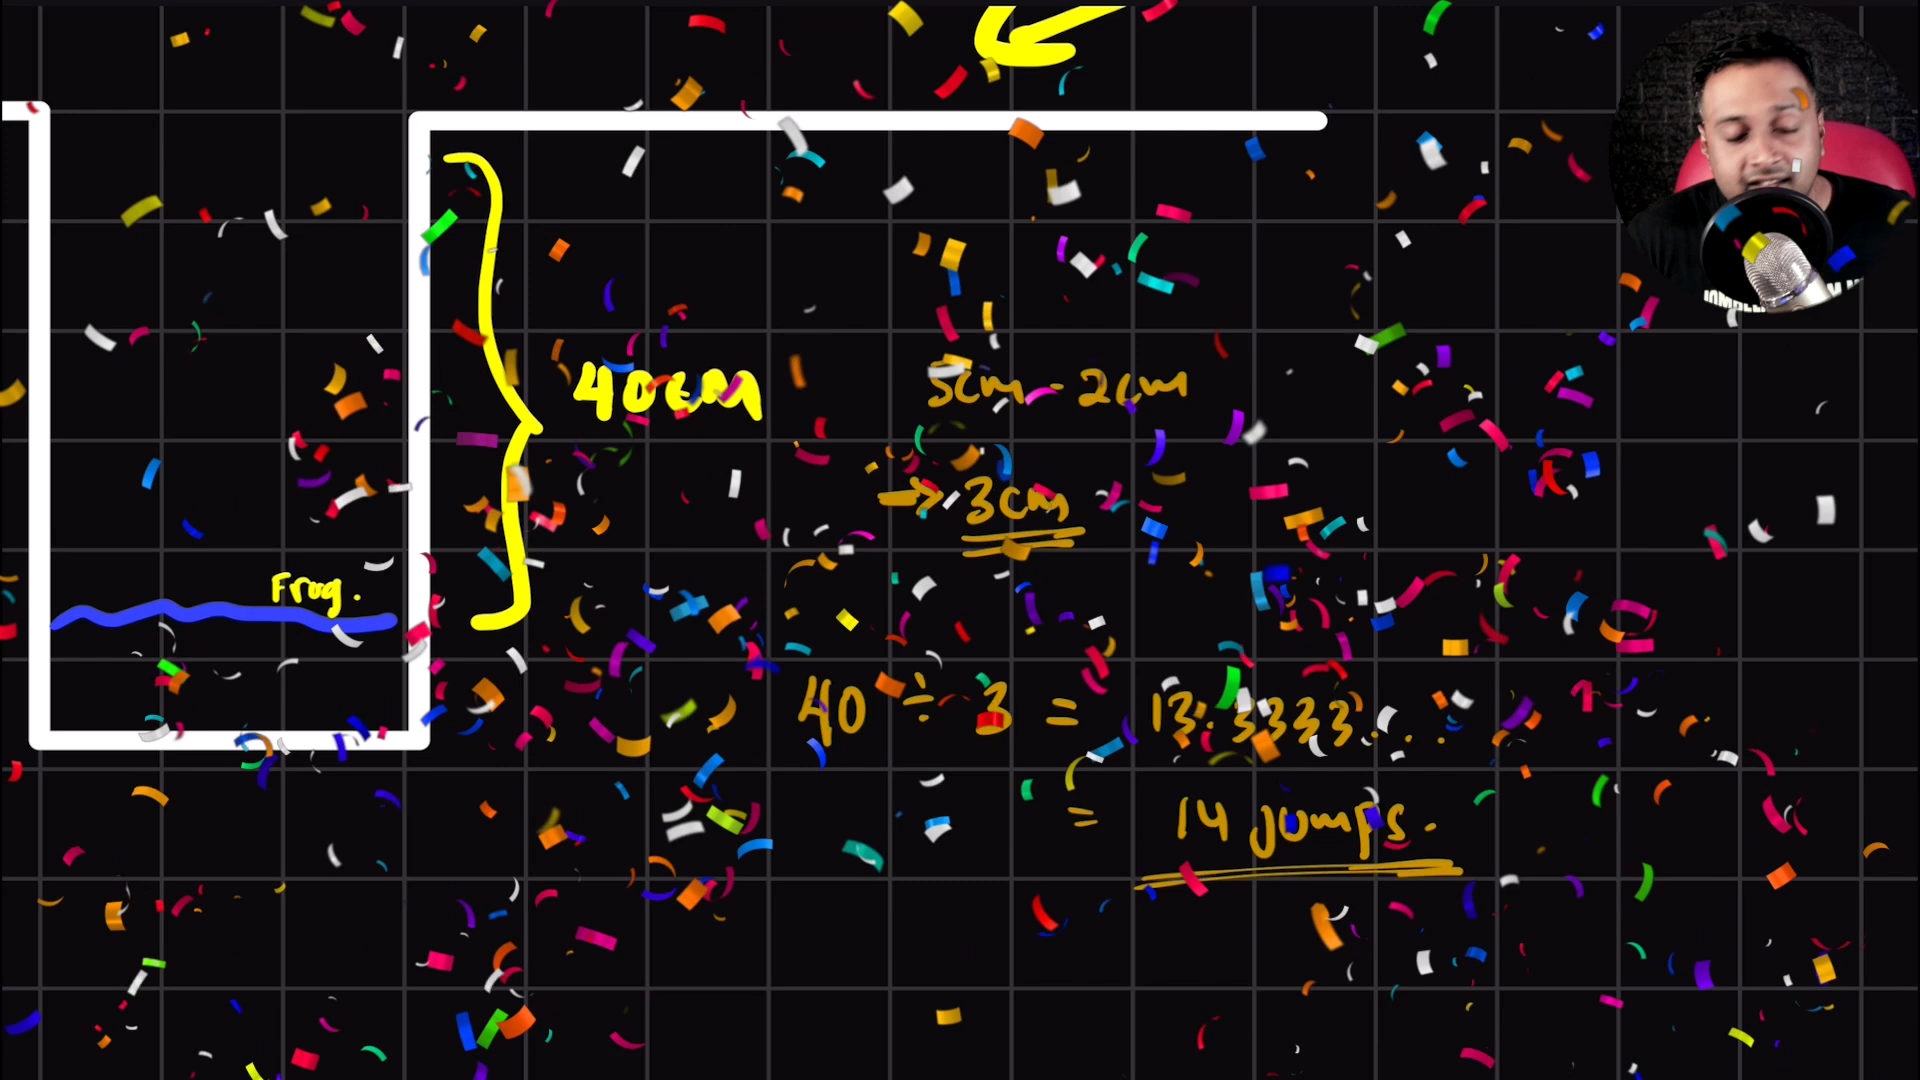 40cm
5cm - 2cm
→ 3cm
Frog.
40 ÷ 3 = 13.3333...
= 14 jumps.